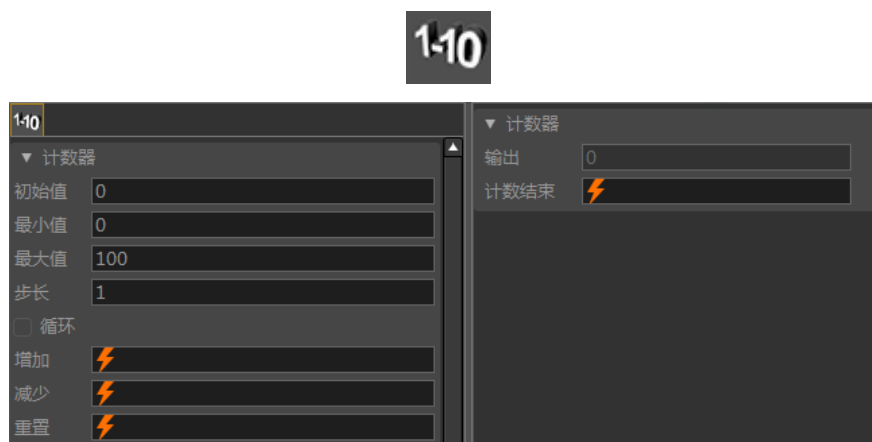 1-10
1-10
计数器
初始值 0
最小值 0
最大值 100
步长 1
循环
增加
减少
重置
计数器
输出 0
计数结束